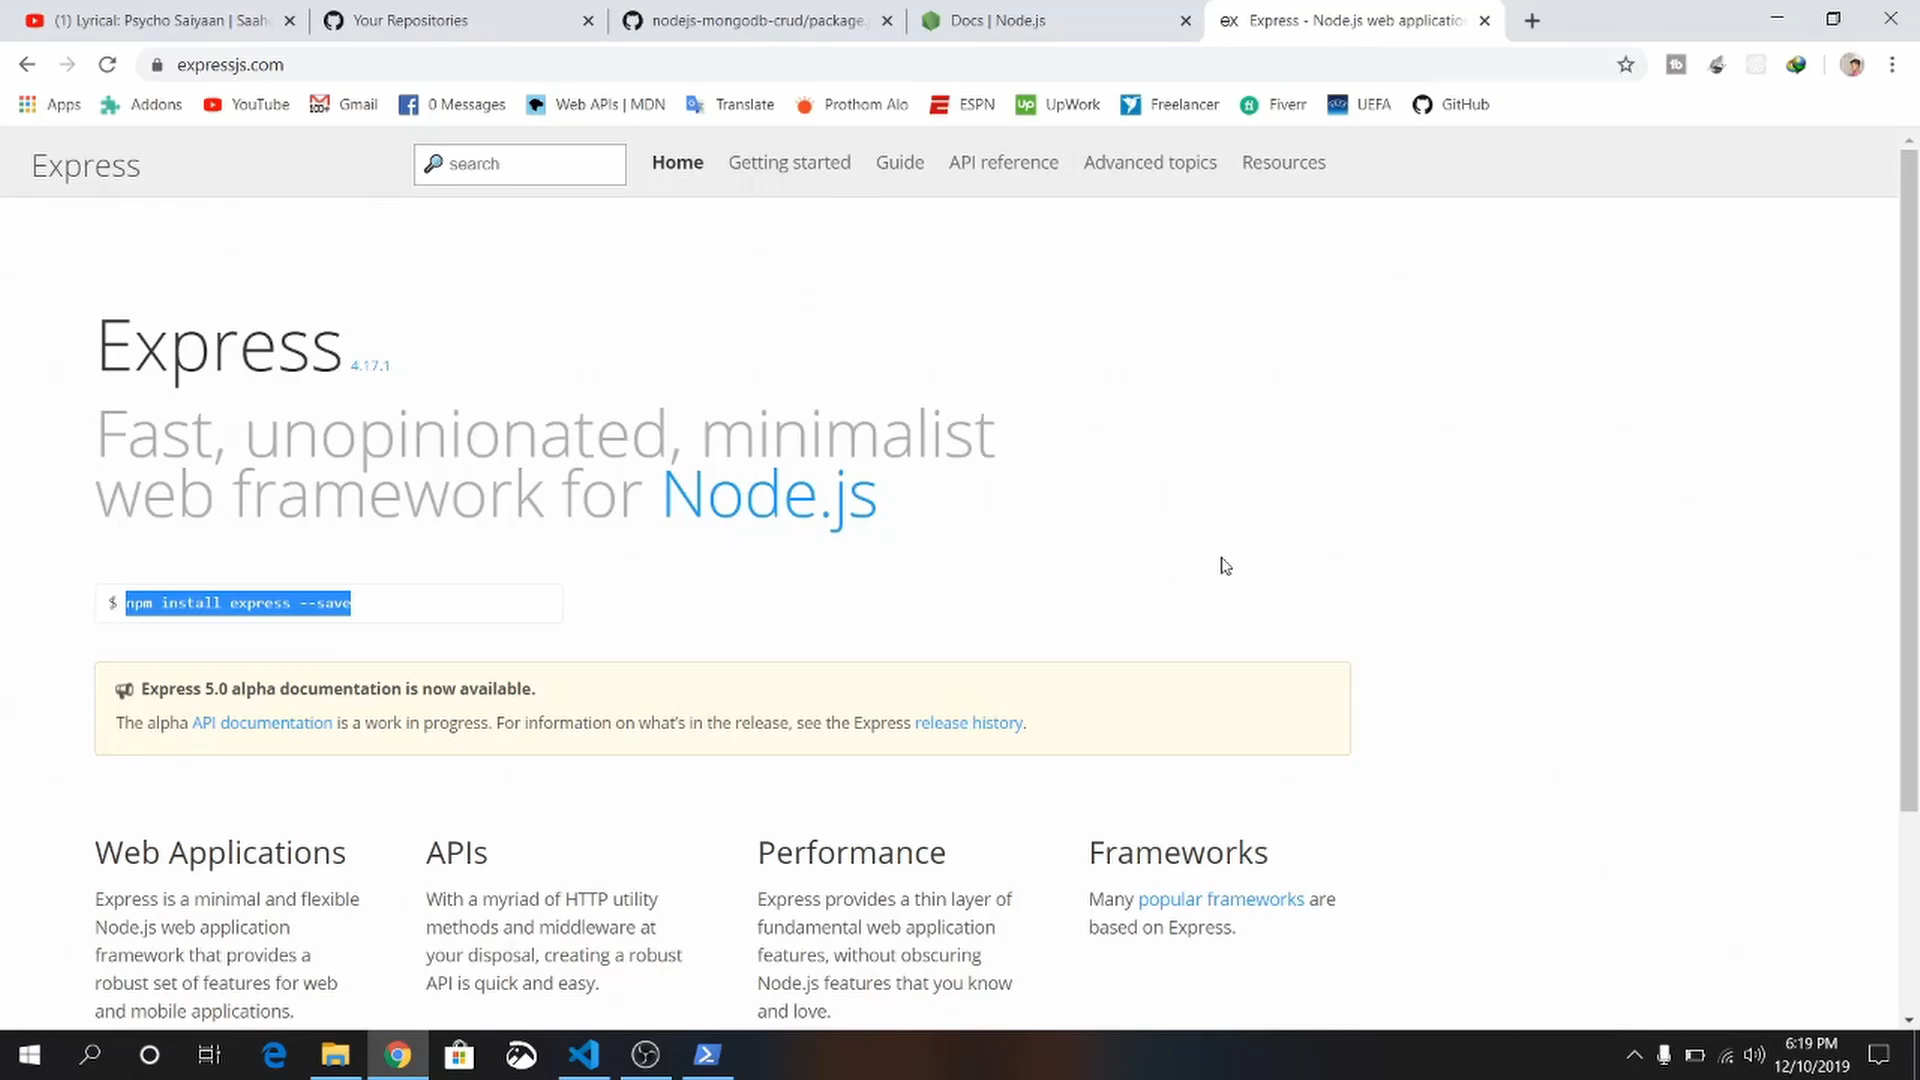 (1) Lyrical: Psycho Saiyaan | Saaho
Your Repositories
nodejs-mongodb-crud/package.
Docs | Node.js
Express - Node.js web application
expressjs.com
Apps
Addons
YouTube
Gmail
0 Messages
Web APIs | MDN
Translate
Prothom Alo
ESPN
UpWork
Freelancer
Fiverr
UEFA
GitHub
Express
search
Home
Getting started
Guide
API reference
Advanced topics
Resources
Express 4.17.1
Fast, unopinionated, minimalist
web framework for Node.js
$ npm install express --save
Express 5.0 alpha documentation is now available.
The alpha API documentation is a work in progress. For information on what's in the release, see the Express release history.
Web Applications
Express is a minimal and flexible
Node.js web application
framework that provides a
robust set of features for web
and mobile applications.
APIs
With a myriad of HTTP utility
methods and middleware at
your disposal, creating a robust
API is quick and easy.
Performance
Express provides a thin layer of
fundamental web application
features, without obscuring
Node.js features that you know
and love.
Frameworks
Many popular frameworks are
based on Express.
6:19 PM
12/10/2019